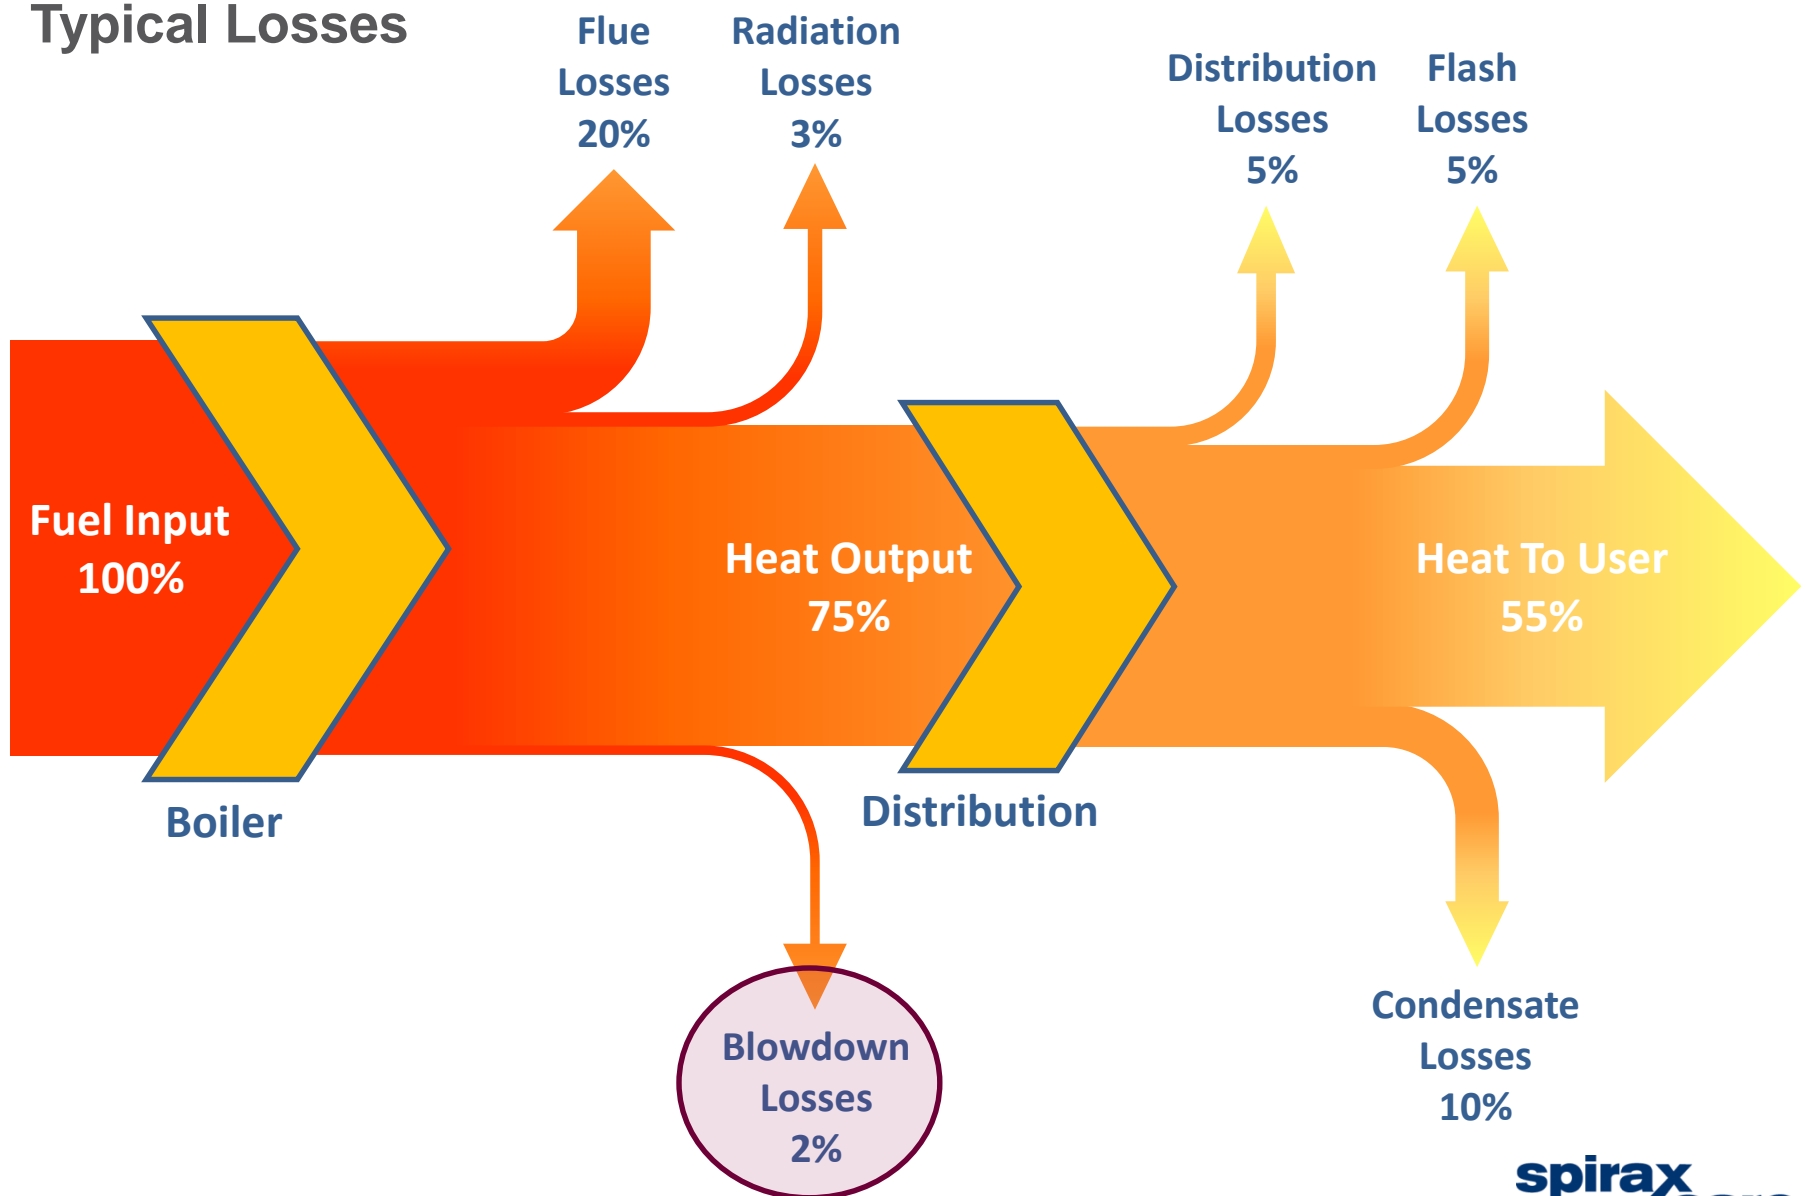 Typical Losses
Flue
Losses
20%
Radiation
Losses
3%
Distribution
Losses
5%
Flash
Losses
5%
Fuel Input
100%
Heat Output
75%
Heat To User
55%
Boiler
Distribution
Blowdown
Losses
2%
Condensate
Losses
10%
spirax